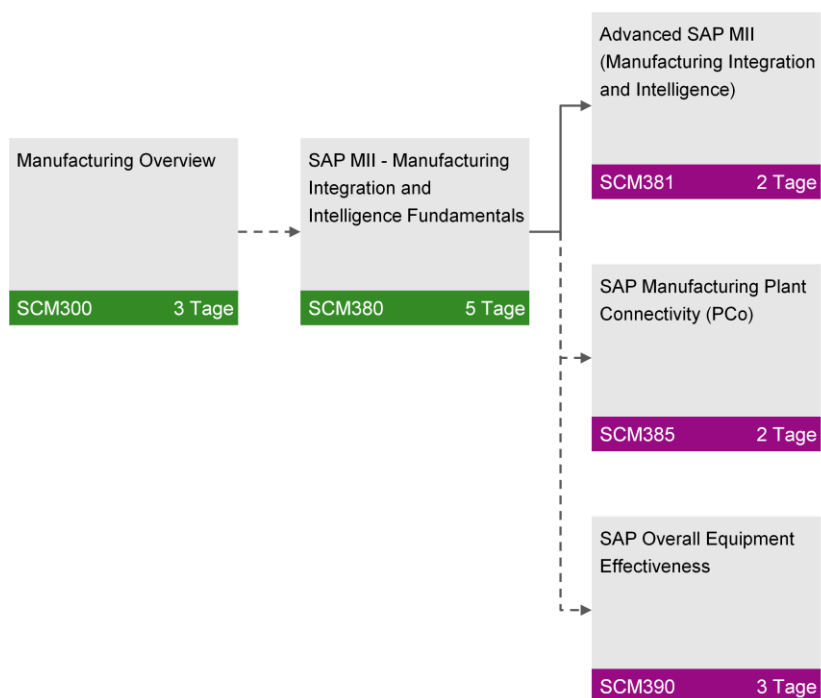 Manufacturing Overview
SCM300 3 Tage
SAP MII - Manufacturing
Integration and
Intelligence Fundamentals
SCM380 5 Tage
Advanced SAP MII
(Manufacturing Integration
and Intelligence)
SCM381 2 Tage
SAP Manufacturing Plant
Connectivity (PCo)
SCM385 2 Tage
SAP Overall Equipment
Effectiveness
SCM390 3 Tage